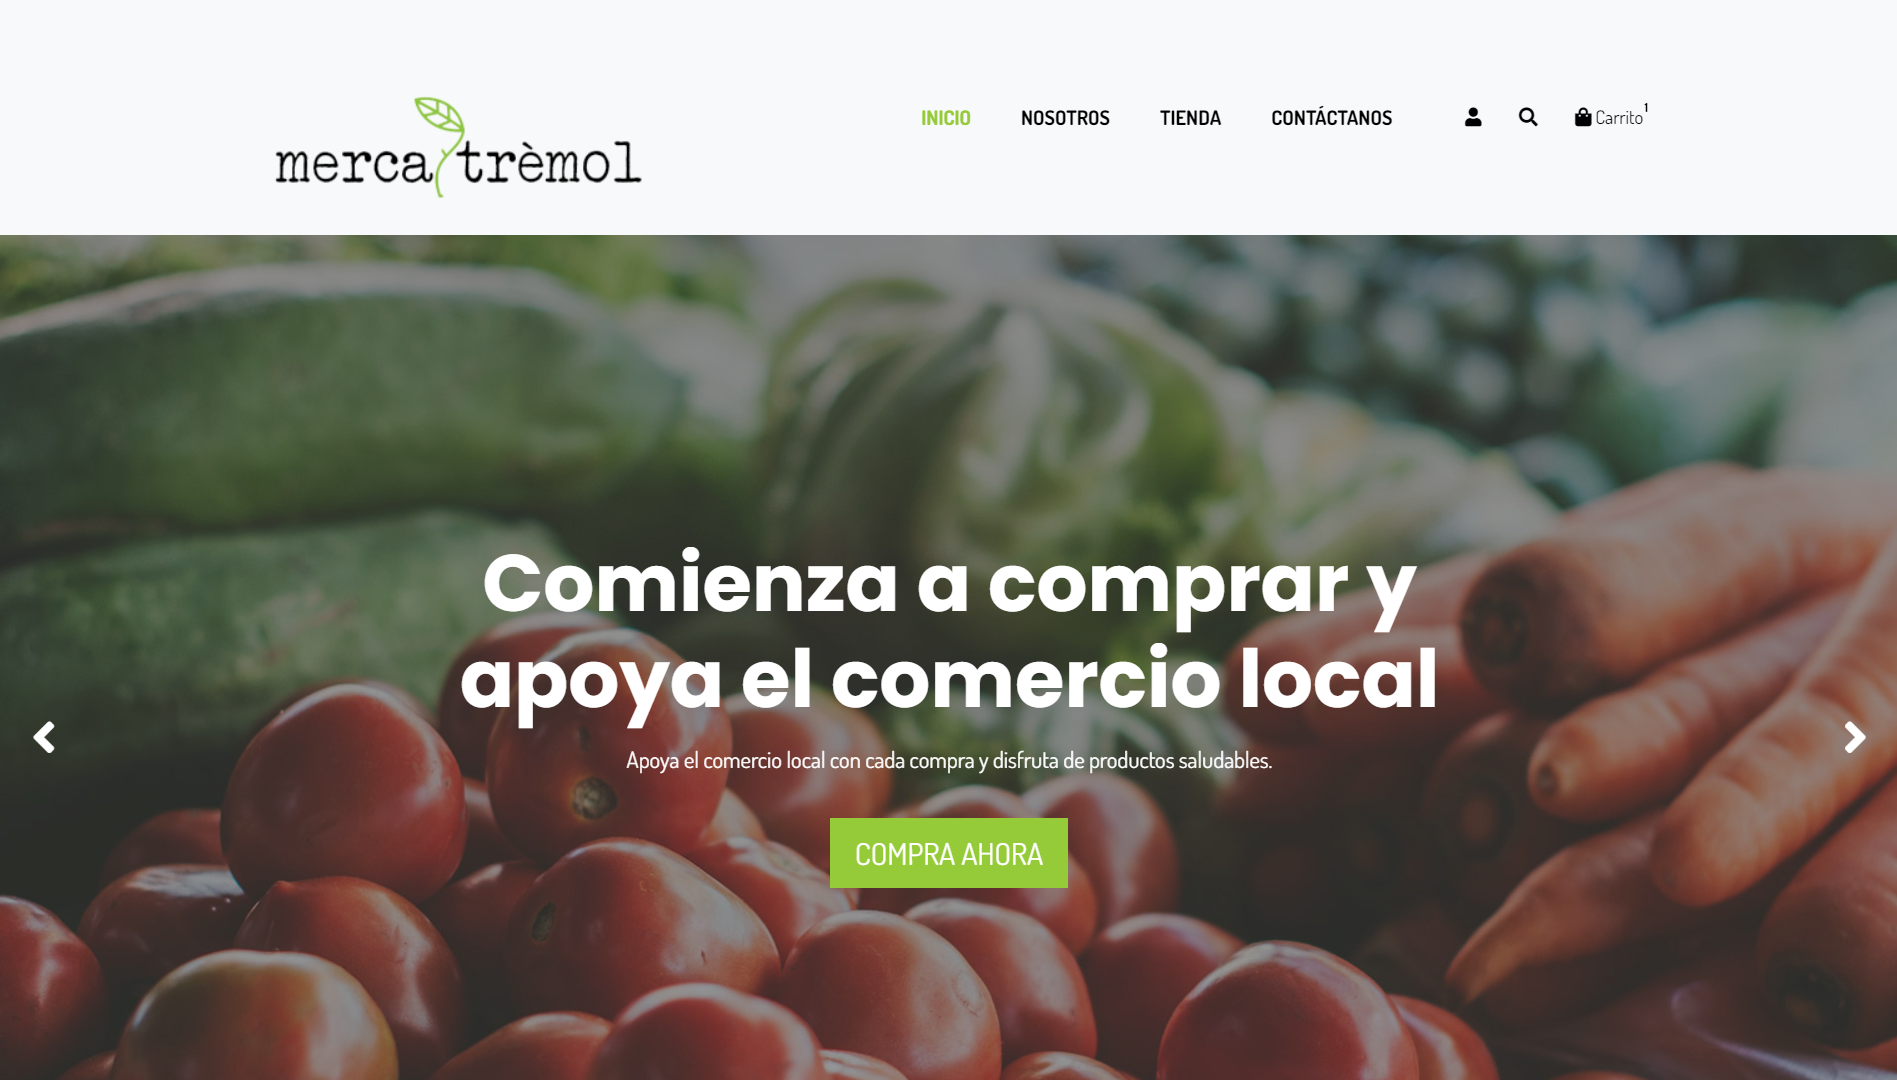 merca trèmol
INICIO NOSOTROS TIENDA CONTÁCTANOS Carrito 1
Comienza a comprar y
apoya el comercio local
Apoya el comercio local con cada compra y disfruta de productos saludables.
COMPRA AHORA